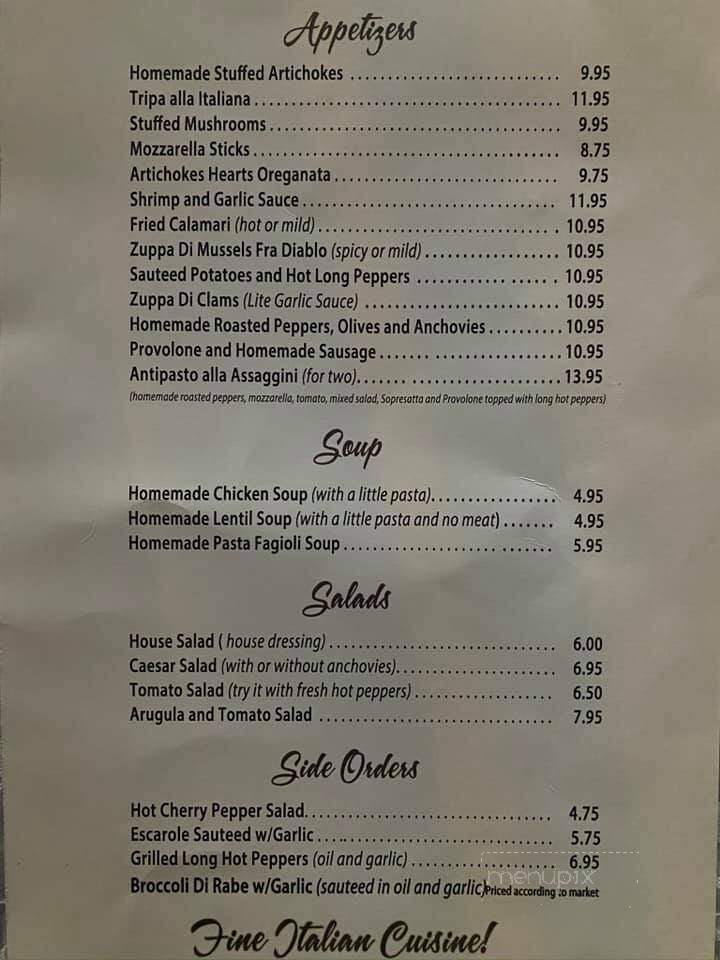 Appetizers
Homemade Stuffed Artichokes ............................ 9.95
Tripa alla Italiana ......................................... 11.95
Stuffed Mushrooms ....................................... 9.95
Mozzarella Sticks ......................................... 8.75
Artichokes Hearts Oreganata .............................. 9.75
Shrimp and Garlic Sauce .................................. 11.95
Fried Calamari (hot or mild) ................................ . 10.95
Zuppa Di Mussels Fra Diablo (spicy or mild) .................. 10.95
Sauteed Potatoes and Hot Long Peppers ............ ...... . 10.95
Zuppa Di Clams (Lite Garlic Sauce) .......................... 10.95
Homemade Roasted Peppers, Olives and Anchovies .......... 10.95
Provolone and Homemade Sausage ....... ................. 10.95
Antipasto alla Assaggini (for two)....... .................... 13.95
(homemade roasted peppers, mozzarella, tomato, mixed salad, Sopresatta and Provolone topped with long hot peppers)
Soup
Homemade Chicken Soup (with a little pasta)................. 4.95
Homemade Lentil Soup (with a little pasta and no meat) ....... 4.95
Homemade Pasta Fagioli Soup ..................... ....... 5.95
Salads
House Salad ( house dressing) .............................. 6.00
Caesar Salad (with or without anchovies)..................... 6.95
Tomato Salad (try it with fresh hot peppers) .................. 6.50
Arugula and Tomato Salad ............................... 7.95
Side Orders
Hot Cherry Pepper Salad................................. 4.75
Escarole Sauteed w/Garlic ................................ 5.75
Grilled Long Hot Peppers (oil and garlic) ................... 6.95
Broccoli Di Rabe w/Garlic (sauteed in oil and garlic)Priced according to market
menupix
Fine Italian Cuisine!